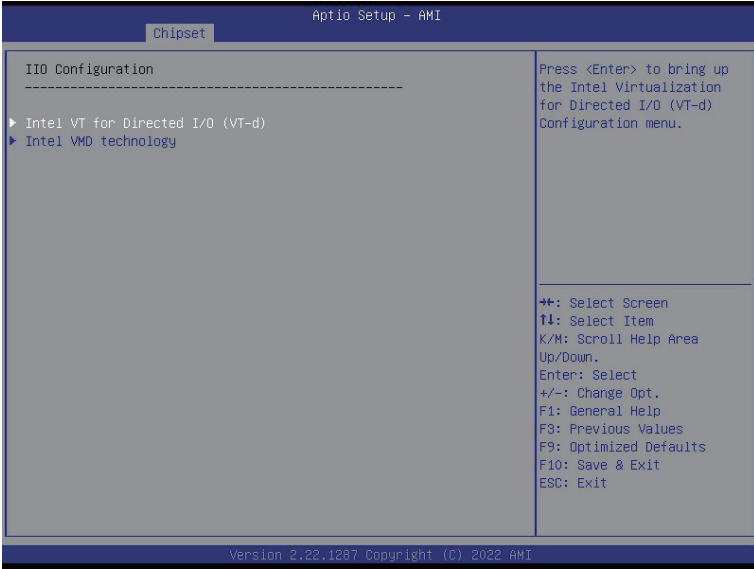 Aptio Setup – AMI
Chipset
IIO Configuration
--------------------------------------------------
Intel VT for Directed I/O (VT-d)
Intel VMD technology
Press <Enter> to bring up
the Intel Virtualization
for Directed I/O (VT-d)
Configuration menu.
→←: Select Screen
↑↓: Select Item
K/M: Scroll Help Area
Up/Down.
Enter: Select
+/-: Change Opt.
F1: General Help
F3: Previous Values
F9: Optimized Defaults
F10: Save & Exit
ESC: Exit
Version 2.22.1287 Copyright (C) 2022 AMI